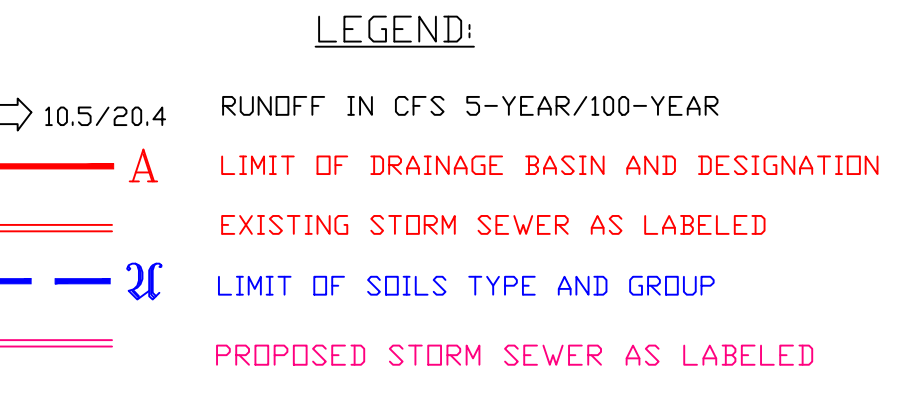 LEGEND:
10.5/20.4 RUNOFF IN CFS 5-YEAR/100-YEAR
A LIMIT OF DRAINAGE BASIN AND DESIGNATION
EXISTING STORM SEWER AS LABELED
𝔄 LIMIT OF SOILS TYPE AND GROUP
PROPOSED STORM SEWER AS LABELED